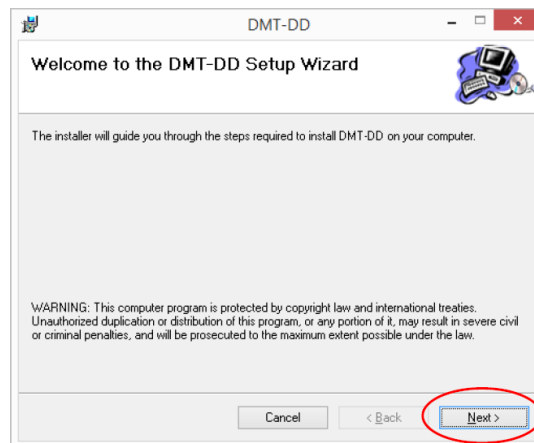 DMT-DD
Welcome to the DMT-DD Setup Wizard
The installer will guide you through the steps required to install DMT-DD on your computer.
WARNING: This computer program is protected by copyright law and international treaties.
Unauthorized duplication or distribution of this program, or any portion of it, may result in severe civil
or criminal penalties, and will be prosecuted to the maximum extent possible under the law.
Cancel
< Back
Next >